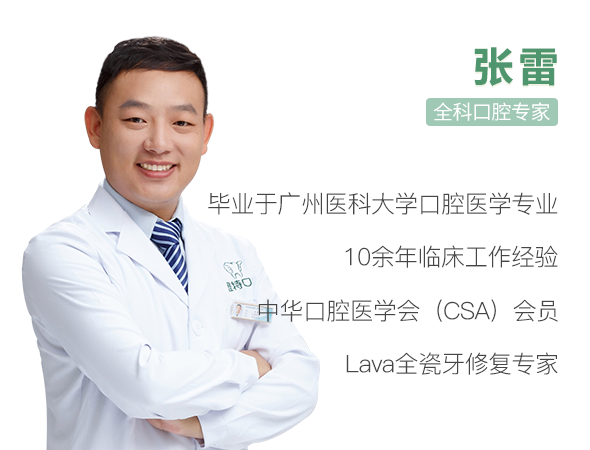 张雷
全科口腔专家
毕业于广州医科大学口腔医学专业
10余年临床工作经验
中华口腔医学会（CSA）会员
Lava全瓷牙修复专家